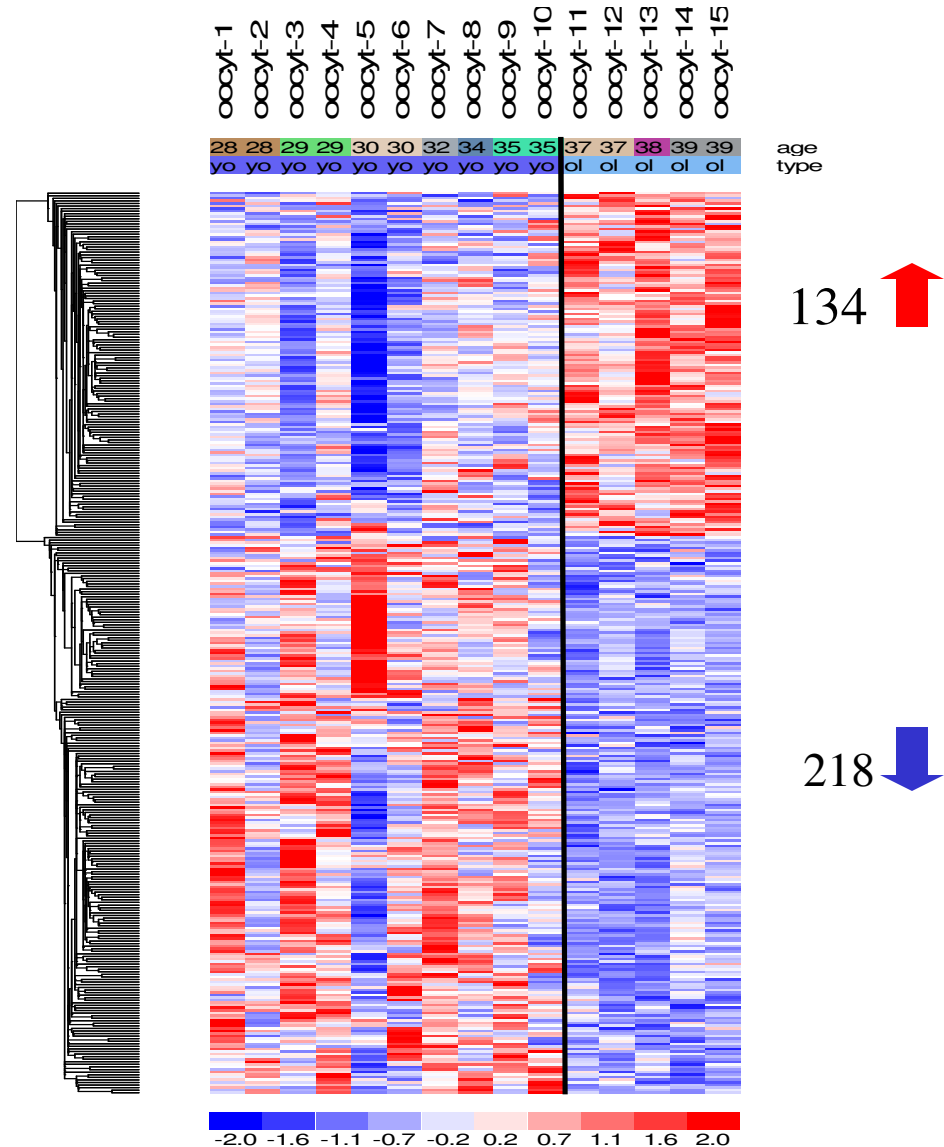 oocyt-1 oocyt-2 oocyt-3 oocyt-4 oocyt-5 oocyt-6 oocyt-7 oocyt-8 oocyt-9 oocyt-10 oocyt-11 oocyt-12 oocyt-13 oocyt-14 oocyt-15
28 28 29 29 30 30 32 34 35 35 37 37 38 39 39 age
yo yo yo yo yo yo yo yo yo yo ol ol ol ol ol type
134
218
-2.0 -1.6 -1.1 -0.7 -0.2 0.2 0.7 1.1 1.6 2.0